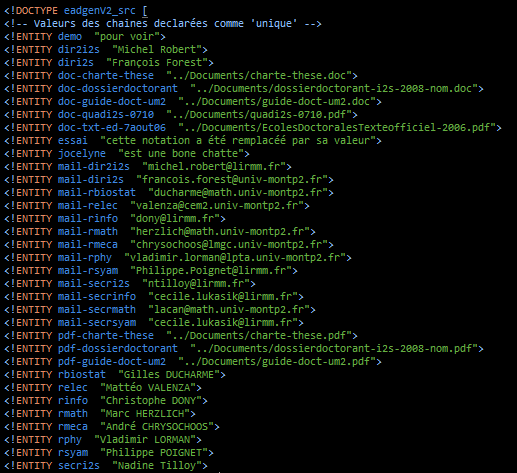 <!DOCTYPE eadgenV2_src [
<!-- Valeurs des chaines declarées comme 'unique' -->
<!ENTITY demo "pour voir">
<!ENTITY dir2i2s "Michel Robert">
<!ENTITY diri2s "François Forest">
<!ENTITY doc-charte-these "../Documents/charte-these.doc">
<!ENTITY doc-dossierdoctorant "../Documents/dossierdoctorant-i2s-2008-nom.doc">
<!ENTITY doc-guide-doct-um2 "../Documents/guide-doct-um2.doc">
<!ENTITY doc-quadi2s-0710 "../Documents/quadi2s-0710.pdf">
<!ENTITY doc-txt-ed-7aout06 "../Documents/EcolesDoctoralesTexteofficiel-2006.pdf">
<!ENTITY essai "cette notation a été remplacéé par sa valeur">
<!ENTITY jocelyne "est une bone chatte">
<!ENTITY mail-dir2i2s "michel.robert@lirmm.fr">
<!ENTITY mail-diri2s "francois.forest@univ-montp2.fr">
<!ENTITY mail-rbiostat "ducharme@math.univ-montp2.fr">
<!ENTITY mail-relec "valenza@cem2.univ-montp2.fr">
<!ENTITY mail-rinfo "dony@lirmm.fr">
<!ENTITY mail-rmath "herzlich@math.univ-montp2.fr">
<!ENTITY mail-rmeca "chrysochoos@lmgc.univ-montp2.fr">
<!ENTITY mail-rphy "vladimir.lorman@lpta.univ-montp2.fr">
<!ENTITY mail-rsyam "Philippe.Poignet@lirmm.fr">
<!ENTITY mail-secri2s "ntilloy@lirmm.fr">
<!ENTITY mail-secrinfo "cecile.lukasik@lirmm.fr">
<!ENTITY mail-secrmath "lacan@math.univ-montp2.fr">
<!ENTITY mail-secrsyam "cecile.lukasik@lirmm.fr">
<!ENTITY pdf-charte-these "../Documents/charte-these.pdf">
<!ENTITY pdf-dossierdoctorant "../Documents/dossierdoctorant-i2s-2008-nom.pdf">
<!ENTITY pdf-guide-doct-um2 "../Documents/guide-doct-um2.pdf">
<!ENTITY rbiostat "Gilles DUCHARME">
<!ENTITY relec "Mattéo VALENZA">
<!ENTITY rinfo "Christophe DONY">
<!ENTITY rmath "Marc HERZLICH">
<!ENTITY rmeca "André CHRYSOCHOOS">
<!ENTITY rphy "Vladimir LORMAN">
<!ENTITY rsyam "Philippe POIGNET">
<!ENTITY secri2s "Nadine Tilloy">